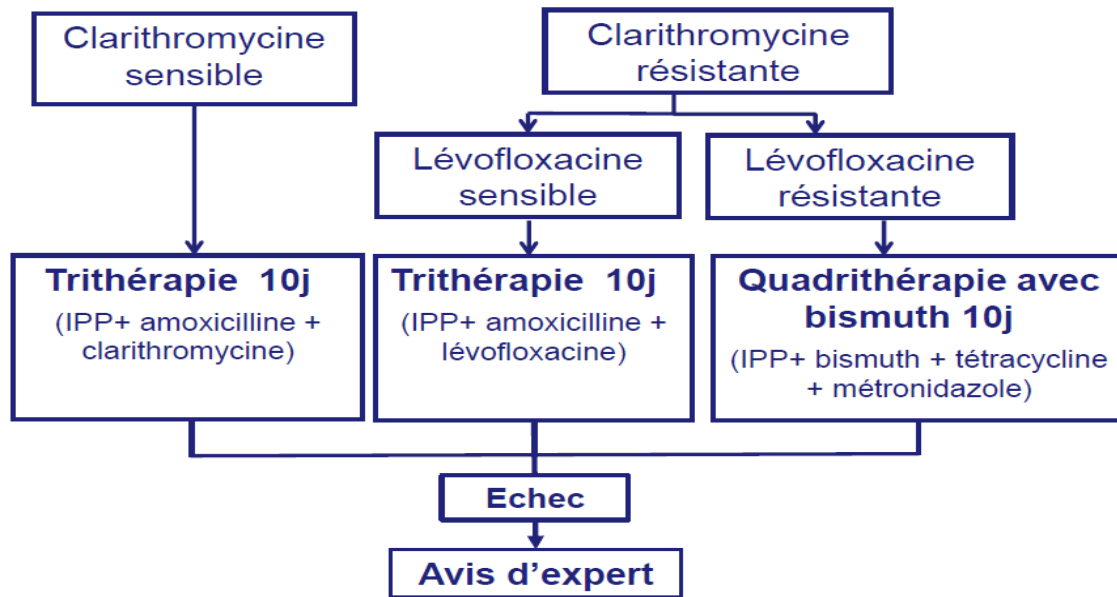 Clarithromycine
sensible
Clarithromycine
résistante
Lévofloxacine
sensible
Lévofloxacine
résistante
Trithérapie 10j
(IPP+ amoxicilline +
clarithromycine)
Trithérapie 10j
(IPP+ amoxicilline +
lévofloxacine)
Quadrithérapie avec
bismuth 10j
(IPP+ bismuth + tétracycline
+ métronidazole)
Echec
Avis d’expert